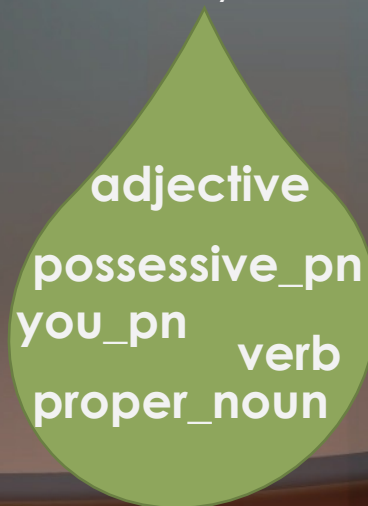 adjective
possessive_pn
you_pn
verb
proper_noun